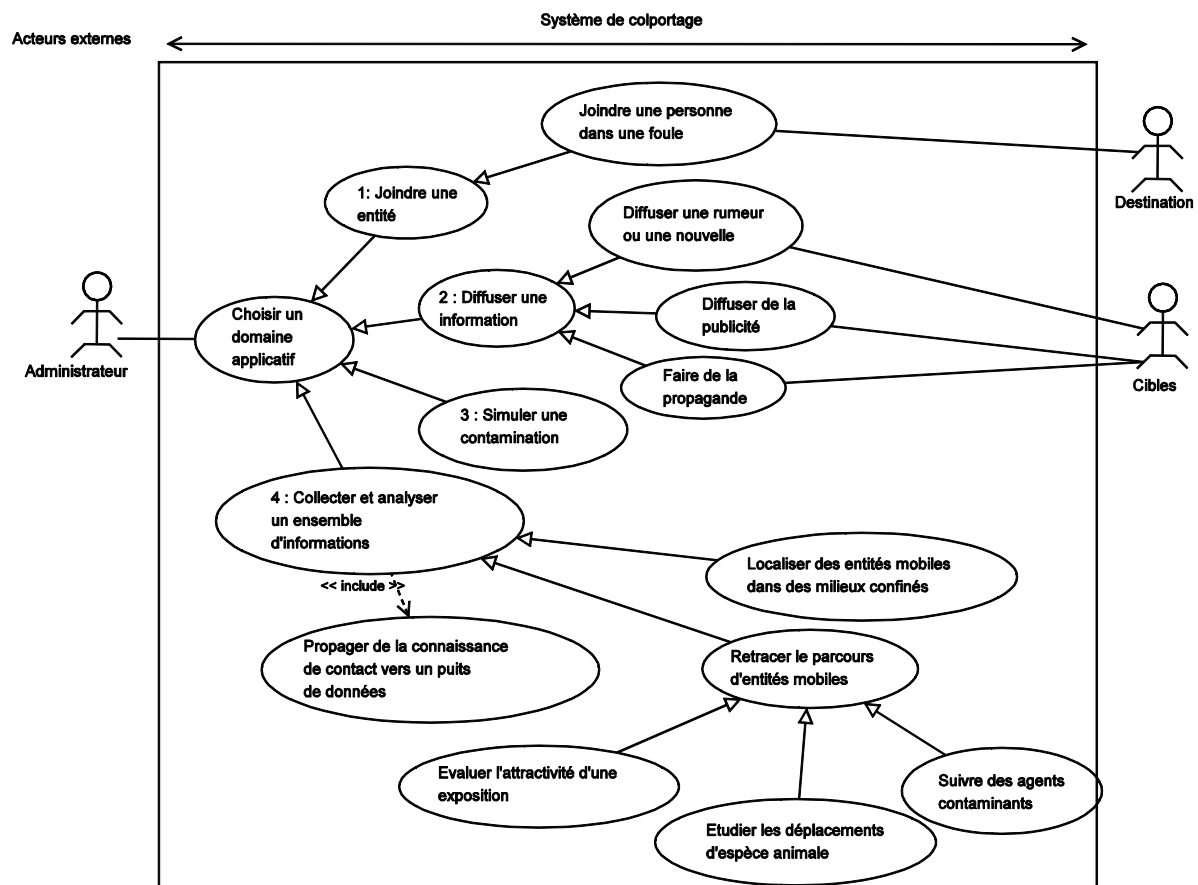 Système de colportage
Acteurs externes
Joindre une personne
dans une foule
Destination
1: Joindre une
entité
Diffuser une rumeur
ou une nouvelle
Choisir un
domaine
applicatif
2 : Diffuser une
information
Diffuser de la
publicité
Administrateur
Cibles
Faire de la
propagande
3 : Simuler une
contamination
4 : Collecter et analyser
un ensemble
d'informations
Localiser des entités mobiles
dans des milieux confinés
<< include >>
Propager de la connaissance
de contact vers un puits
de données
Retracer le parcours
d'entités mobiles
Evaluer l'attractivité d'une
exposition
Suivre des agents
contaminants
Etudier les déplacements
d'espèce animale